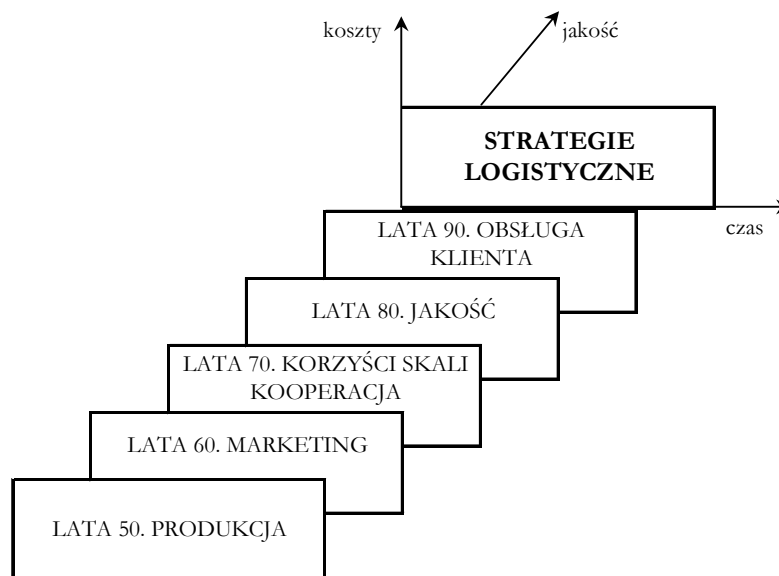 koszty
jakość
STRATEGIE
LOGISTYCZNE
czas
LATA 90. OBSŁUGA
KLIENTA
LATA 80. JAKOŚĆ
LATA 70. KORZYŚCI SKALI
KOOPERACJA
LATA 60. MARKETING
LATA 50. PRODUKCJA